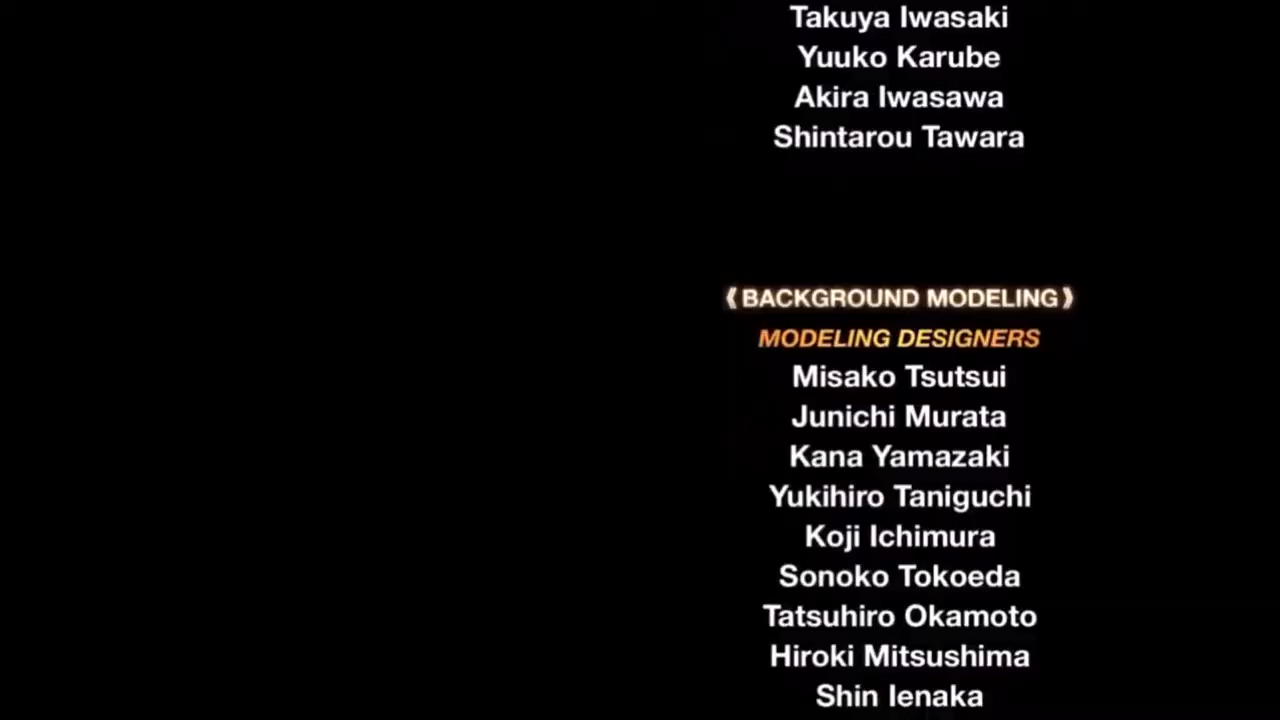 Takuya Iwasaki
Yuuko Karube
Akira Iwasawa
Shintarou Tawara
《BACKGROUND MODELING》
MODELING DESIGNERS
Misako Tsutsui
Junichi Murata
Kana Yamazaki
Yukihiro Taniguchi
Koji Ichimura
Sonoko Tokoeda
Tatsuhiro Okamoto
Hiroki Mitsushima
Shin Ienaka